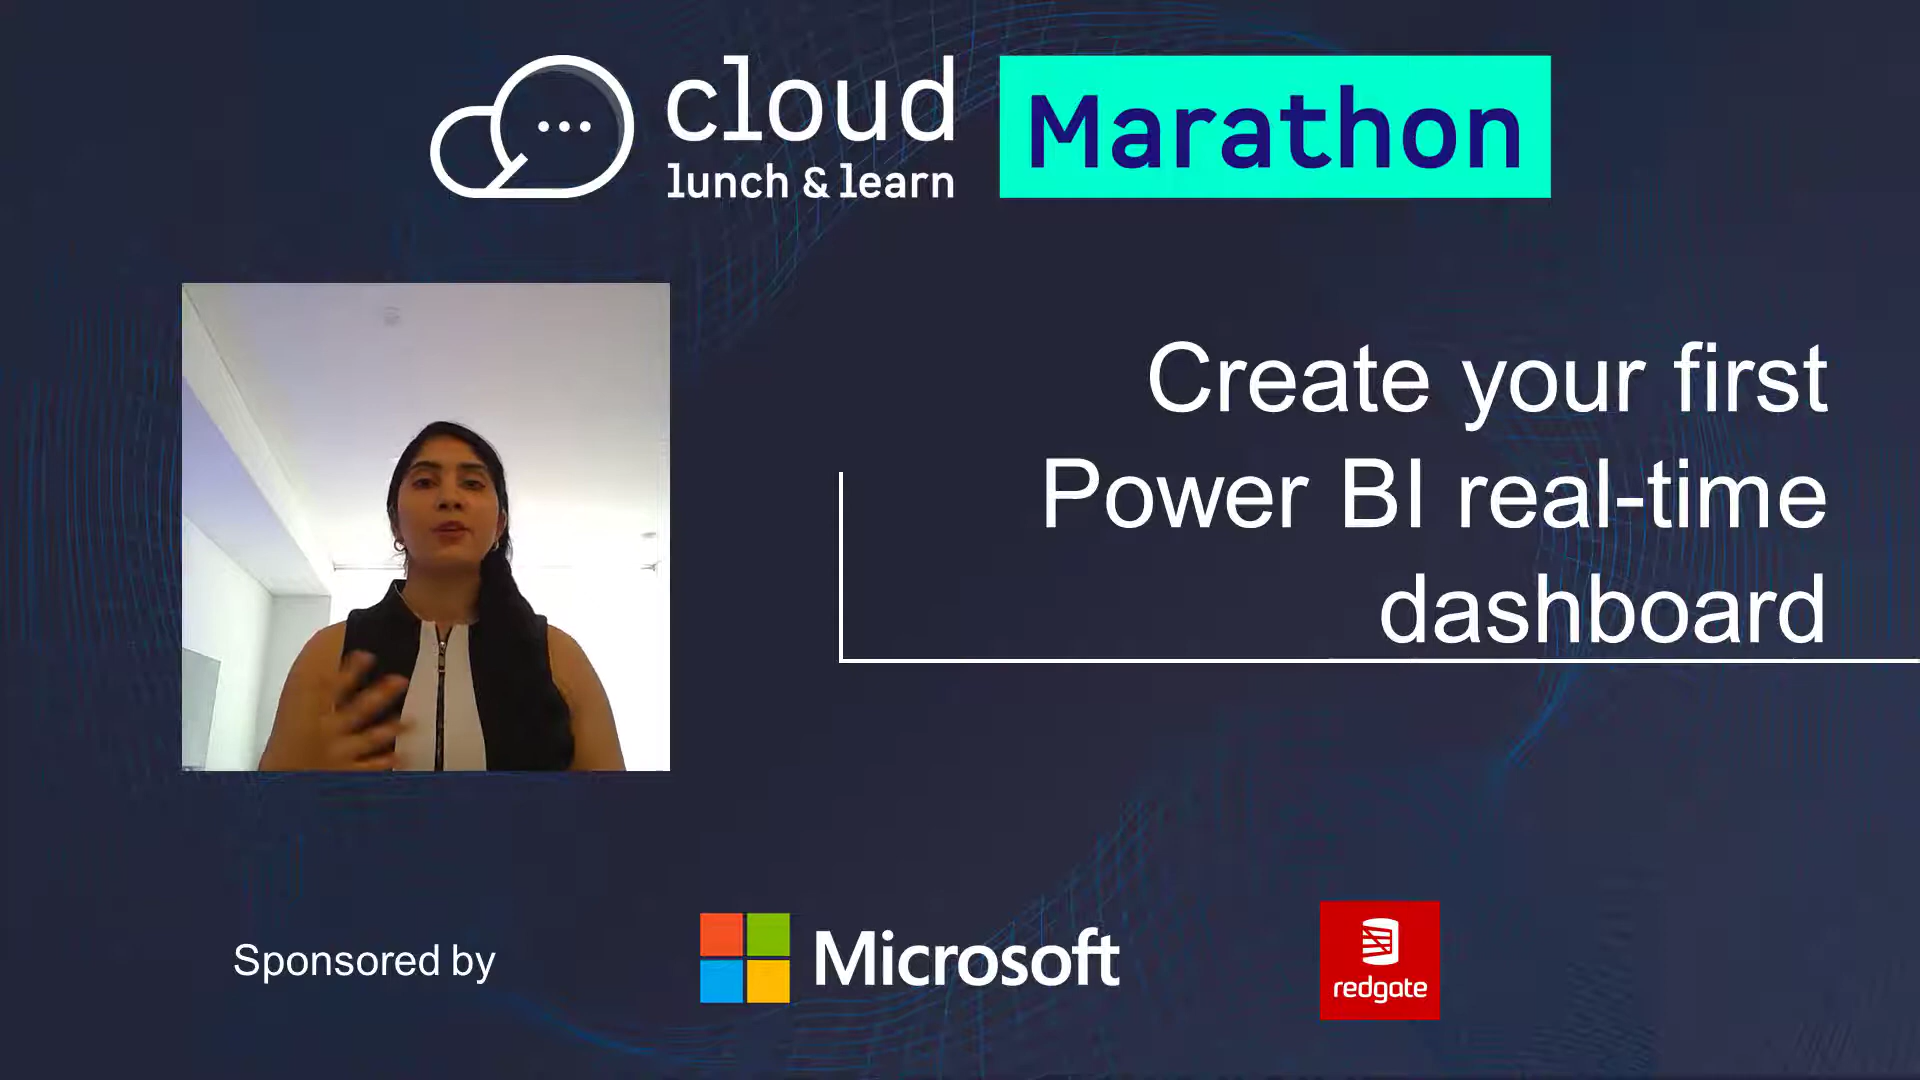 cloud
lunch & learn
Marathon
Create your first
Power BI real-time
dashboard
Sponsored by
Microsoft
redgate